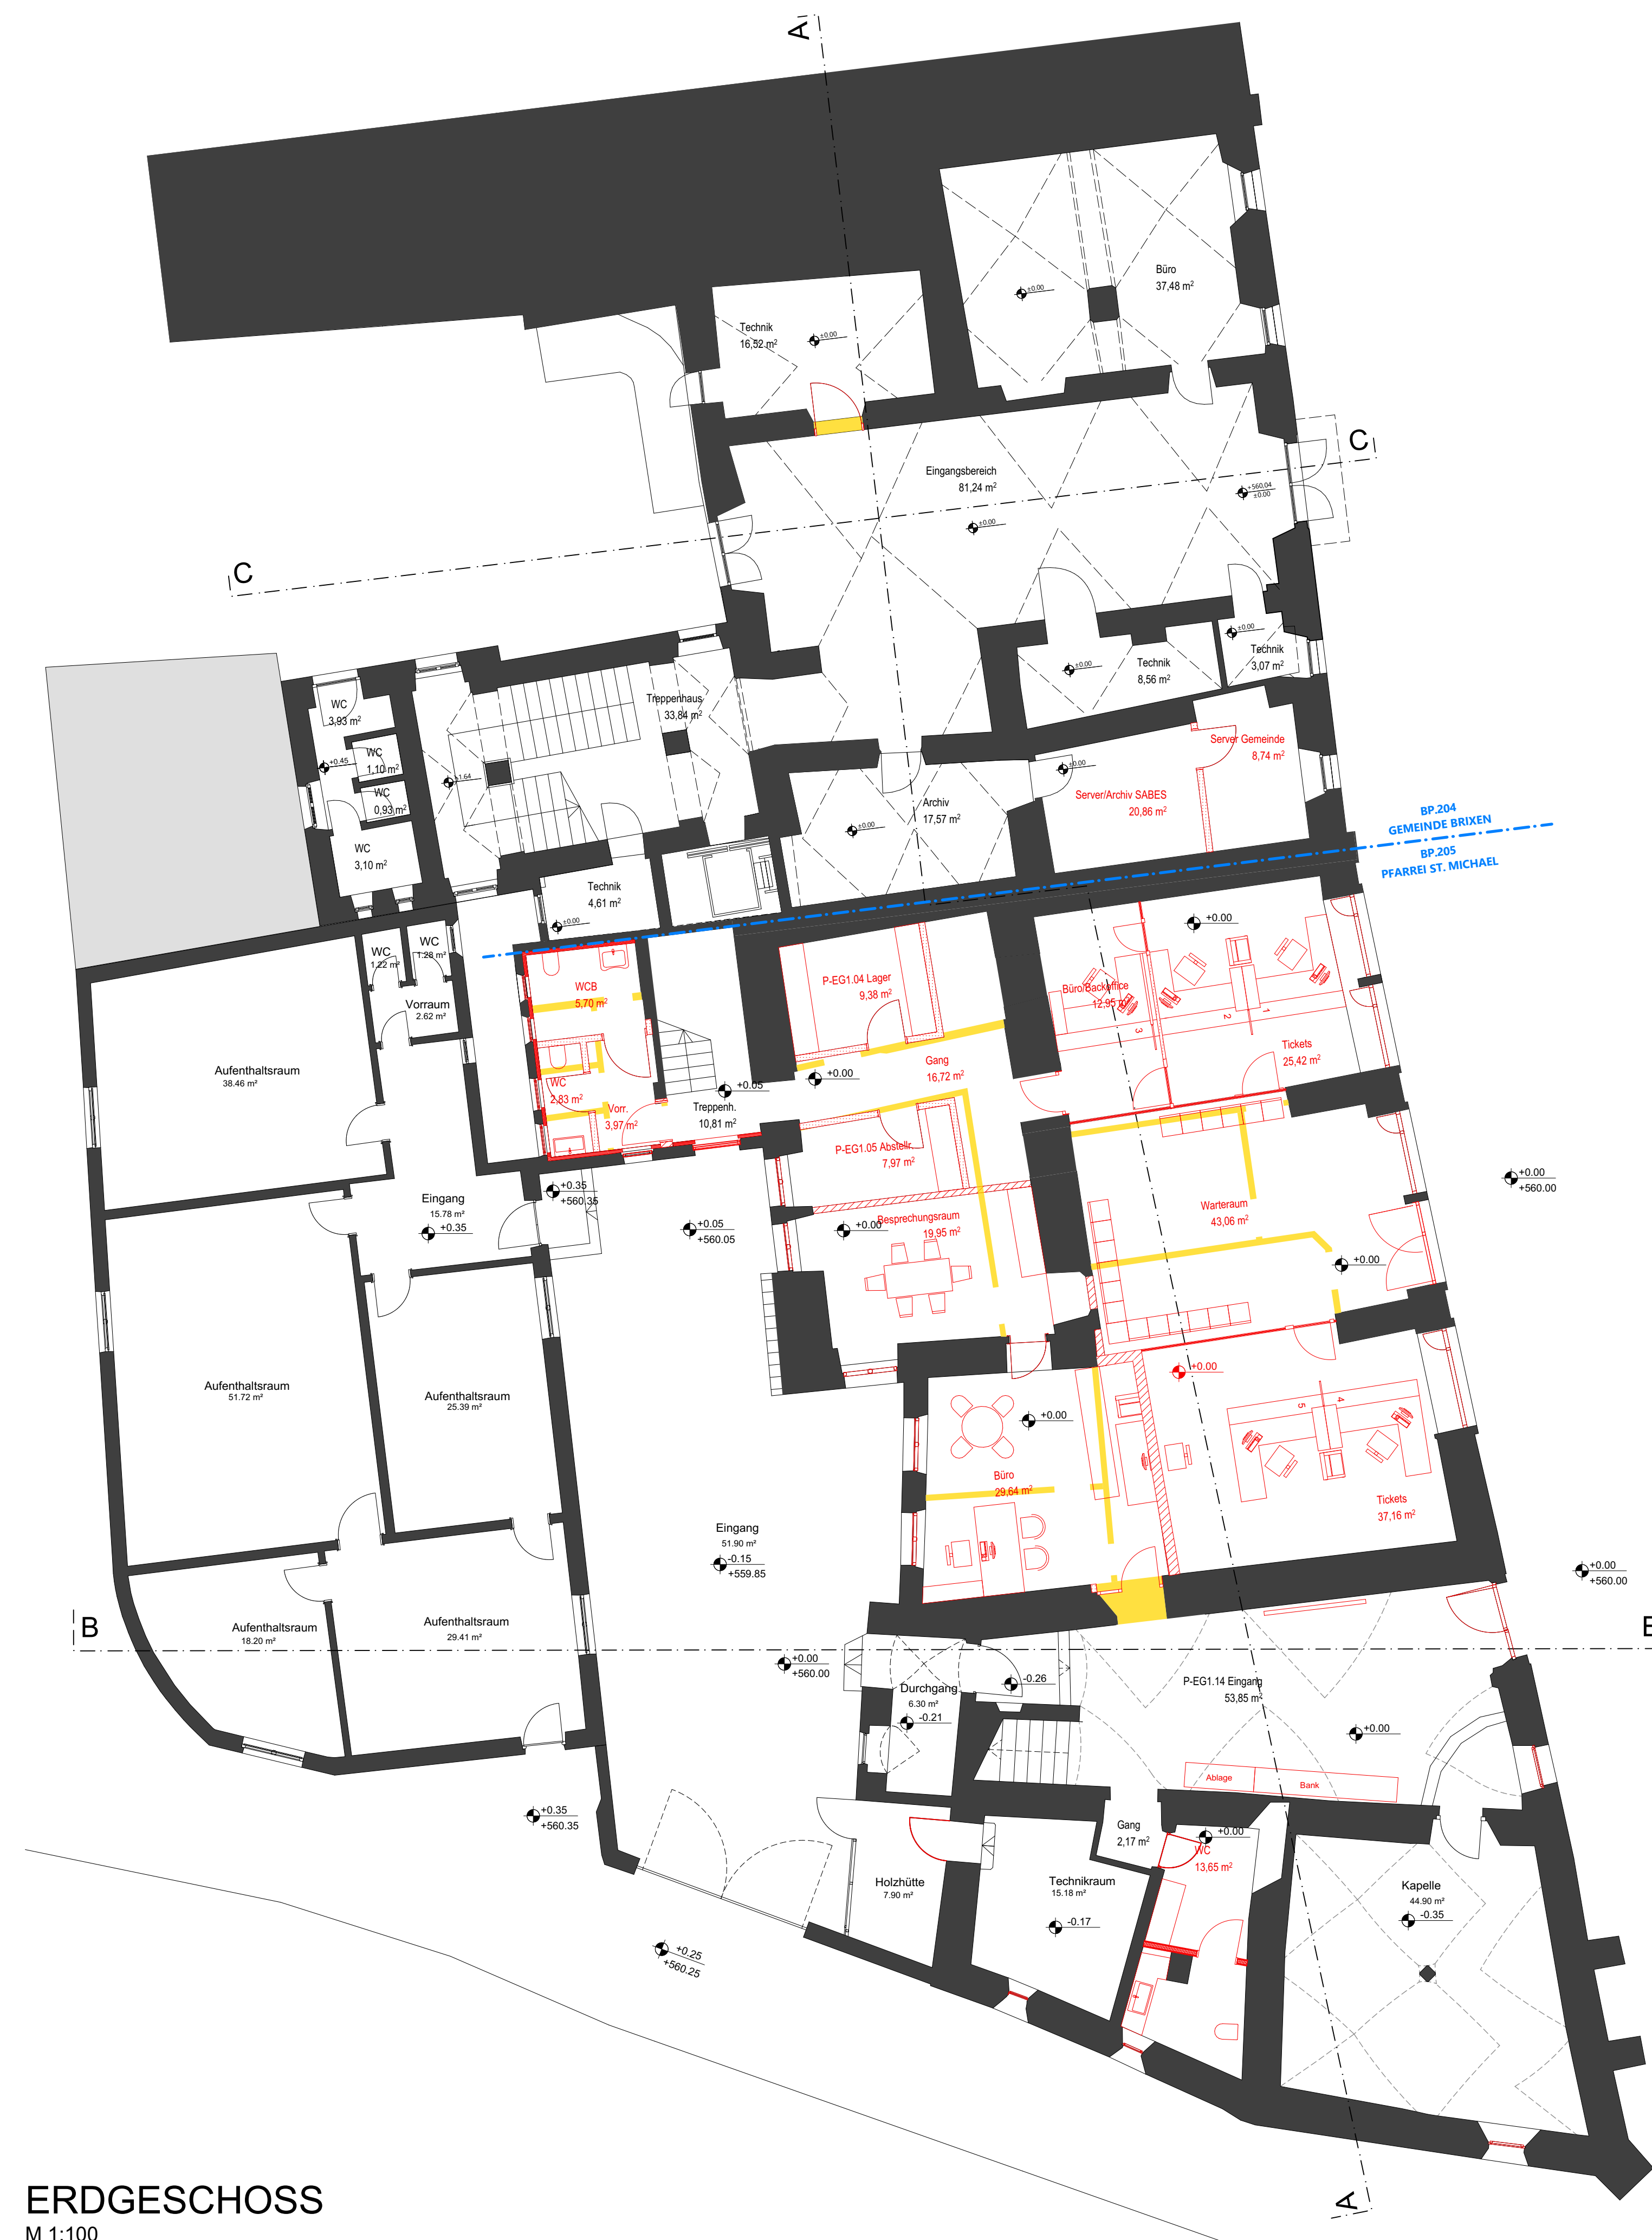 A
Büro
37,48 m²
±0.00
Technik
16,52 m²
±0.00
C
Eingangsbereich
81,24 m²
+560,04
±0.00
±0.00
C
±0.00
Technik
3,07 m²
±0.00
Technik
8,56 m²
Treppenhaus
33,84 m²
WC
3,93 m²
WC
1,10 m²
+0.45
+1.64
WC
0,93 m²
WC
3,10 m²
Server Gemeinde
8,74 m²
±0.00
Server/Archiv SABES
20,86 m²
Archiv
17,57 m²
±0.00
BP.204
GEMEINDE BRIXEN
BP.205
PFARREI ST. MICHAEL
Technik
4,61 m²
±0.00
WC
1.22 m²
WC
1.28 m²
Vorraum
2.62 m²
WCB
5,70 m²
P-EG1.04 Lager
9,38 m²
+0.00
Büro/Backoffice
12,95 m²
3
2
1
Tickets
25,42 m²
Gang
16,72 m²
+0.00
+0.05
Aufenthaltsraum
38.46 m²
WC
2,83 m²
Vorr.
3,97 m²
Treppenh.
10,81 m²
P-EG1.05 Abstellr.
7,97 m²
+0.00
+560.00
Eingang
15.78 m²
+0.35
+0.35
+560.35
+0.05
+560.05
+0.00
Besprechungsraum
19,95 m²
Warteraum
43,06 m²
+0.00
Aufenthaltsraum
51.72 m²
Aufenthaltsraum
25.39 m²
+0.00
+0.00
5
4
Büro
29,64 m²
Tickets
37,16 m²
Eingang
51.90 m²
-0.15
+559.85
+0.00
+560.00
B
Aufenthaltsraum
18.20 m²
Aufenthaltsraum
29.41 m²
+0.00
+560.00
Durchgang
6.30 m²
-0.21
-0.26
P-EG1.14 Eingang
53,85 m²
+0.00
Ablage
Bank
+0.35
+560.35
Gang
2,17 m²
+0.00
WC
13,65 m²
Holzhütte
7.90 m²
Technikraum
15.18 m²
-0.17
Kapelle
44.90 m²
-0.35
+0.25
+560.25
A
ERDGESCHOSS
M 1:100